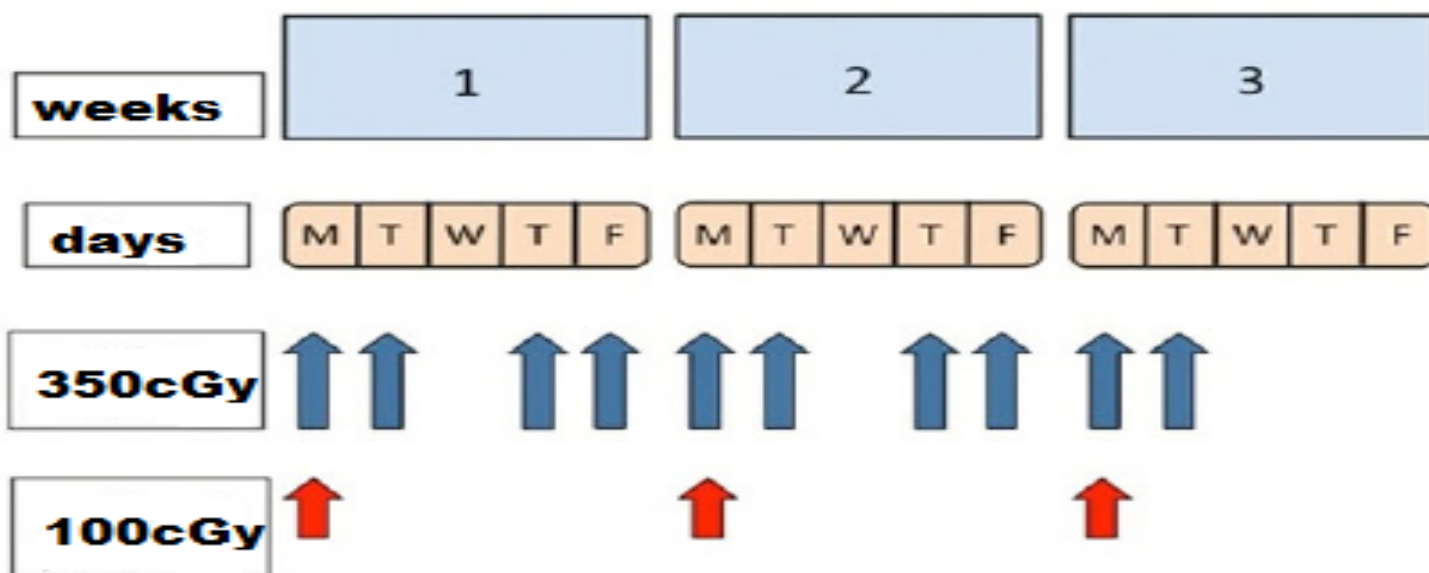 weeks 1 2 3
days M T W T F M T W T F M T W T F
350cGy
100cGy